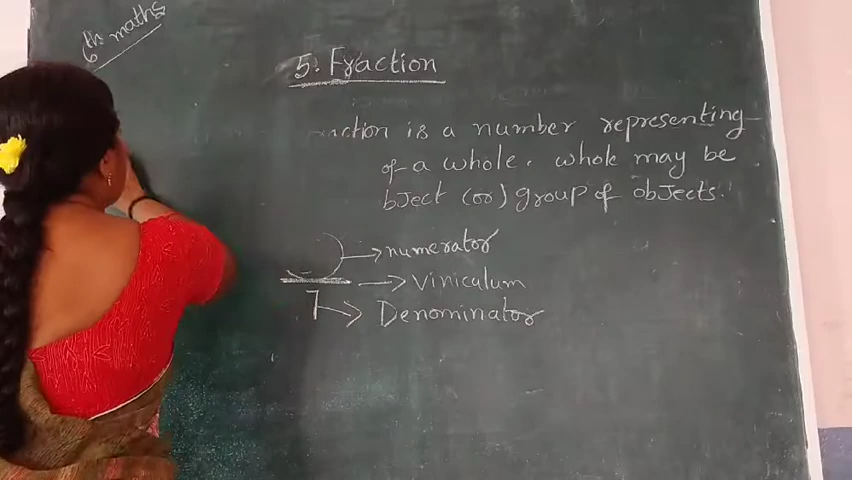 6th maths
5. Fraction
action is a number representing
of a whole. whole may be
bject (or) group of objects.
numerator
Viniculum
7 Denominator